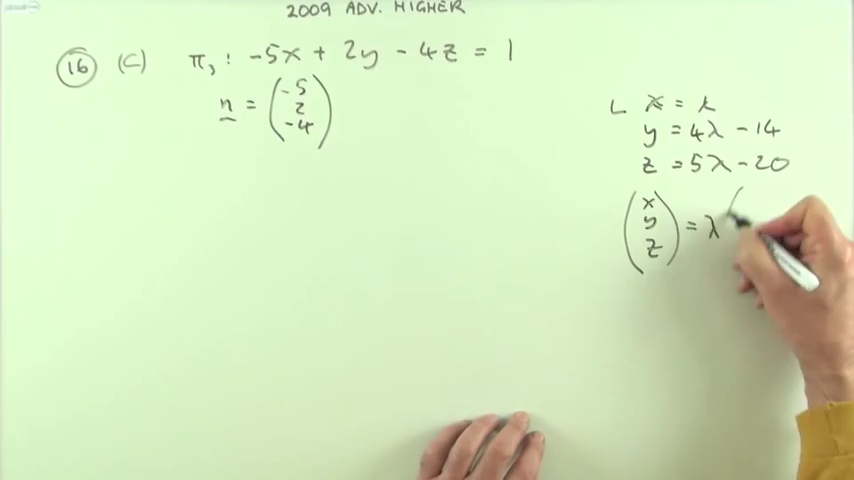 2009 ADV. HIGHER
16 (C) π₃ : -5x + 2y - 4z = 1
n = (-5 2 -4)
L x = λ
y = 4λ - 14
z = 5λ - 20
(x y z) = λ (